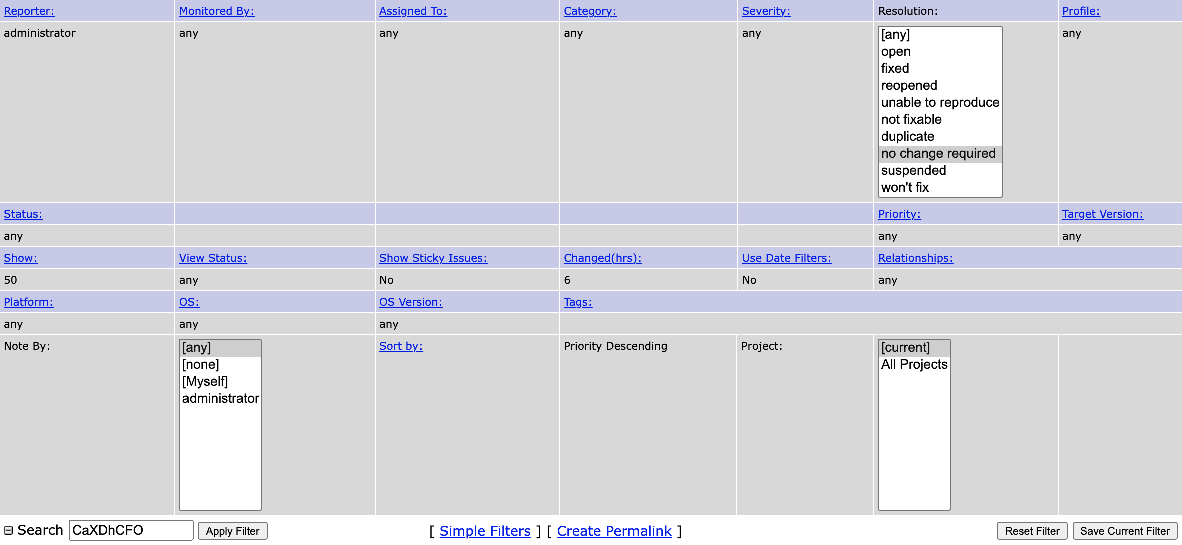 Reporter: Monitored By: Assigned To: Category: Severity: Resolution: Profile:
administrator any any any any [any] any
open
fixed
reopened
unable to reproduce
not fixable
duplicate
no change required
suspended
won't fix
Status: Priority: Target Version:
any any any
Show: View Status: Show Sticky Issues: Changed(hrs): Use Date Filters: Relationships:
50 any No 6 No any
Platform: OS: OS Version: Tags:
any any any
Note By: [any] Sort by: Priority Descending Project: [current]
[none] All Projects
[Myself]
administrator
Search CaXDhCFO Apply Filter [ Simple Filters ] [ Create Permalink ] Reset Filter Save Current Filter